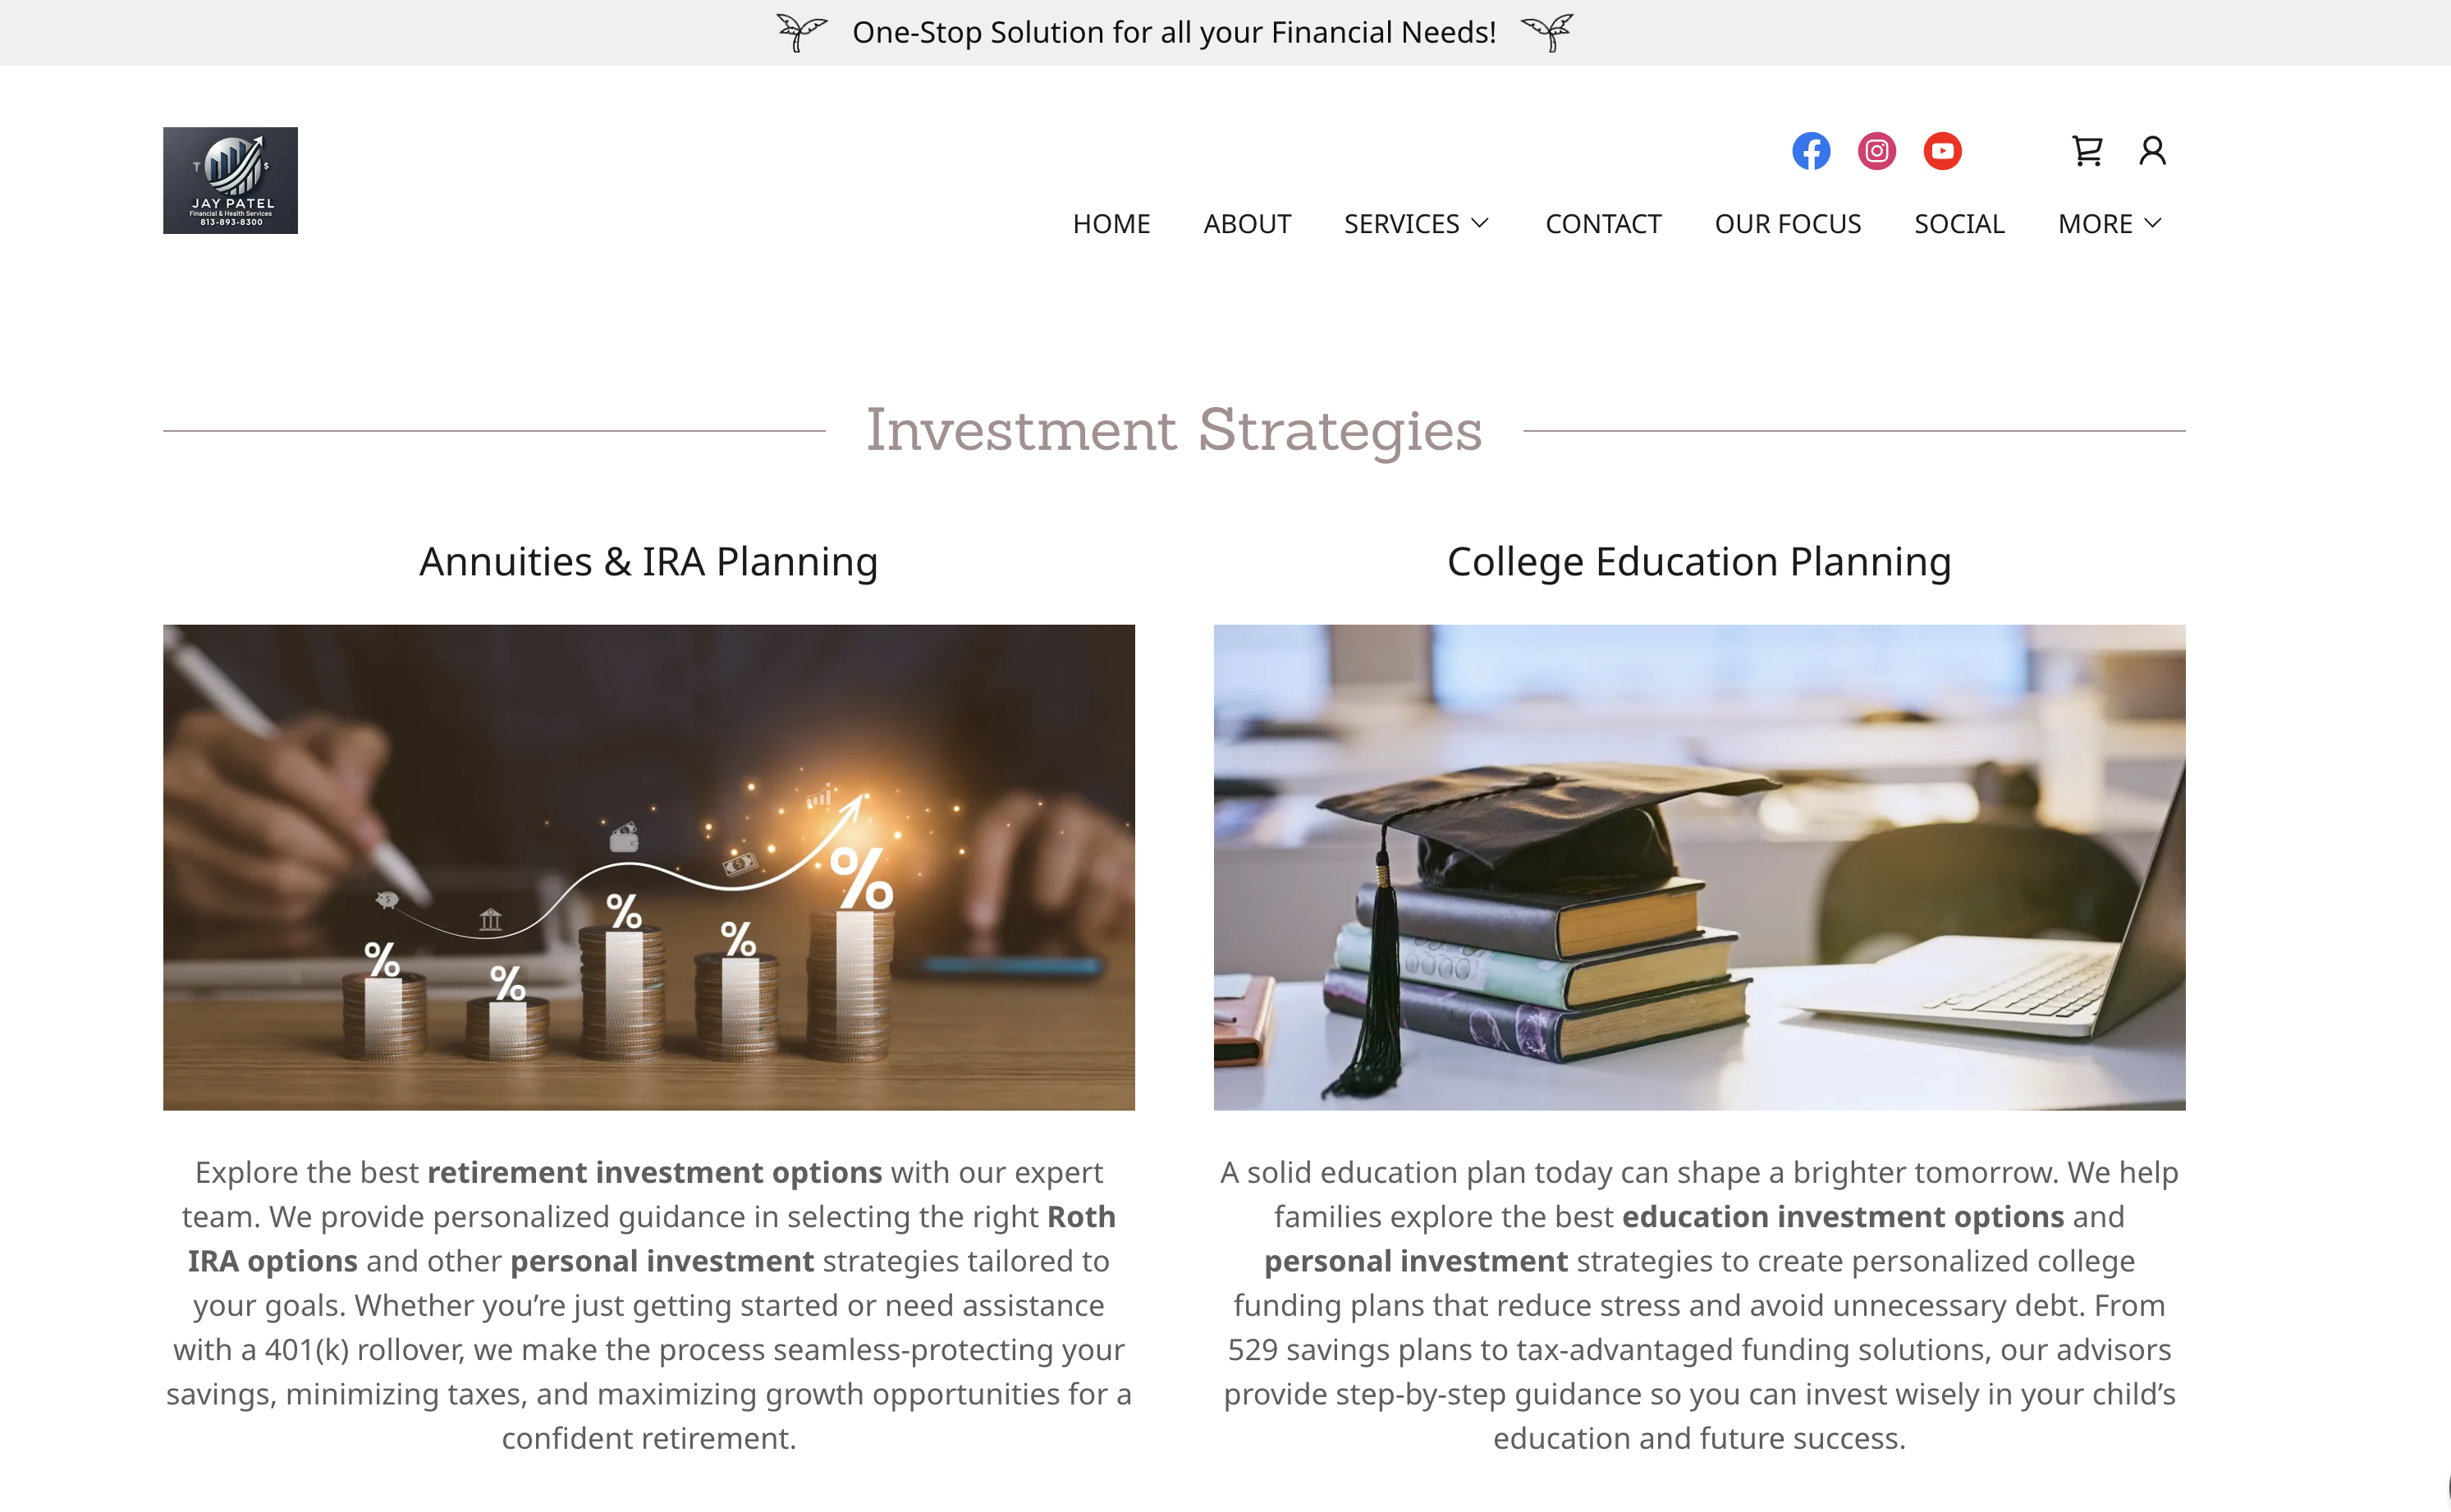 One-Stop Solution for all your Financial Needs!
JAY PATEL
Financial & Health Services
813-893-8300
HOME ABOUT SERVICES CONTACT OUR FOCUS SOCIAL MORE
Investment Strategies
Annuities & IRA Planning
% % % % %
Explore the best retirement investment options with our expert
team. We provide personalized guidance in selecting the right Roth
IRA options and other personal investment strategies tailored to
your goals. Whether you’re just getting started or need assistance
with a 401(k) rollover, we make the process seamless-protecting your
savings, minimizing taxes, and maximizing growth opportunities for a
confident retirement.
College Education Planning
A solid education plan today can shape a brighter tomorrow. We help
families explore the best education investment options and
personal investment strategies to create personalized college
funding plans that reduce stress and avoid unnecessary debt. From
529 savings plans to tax-advantaged funding solutions, our advisors
provide step-by-step guidance so you can invest wisely in your child’s
education and future success.